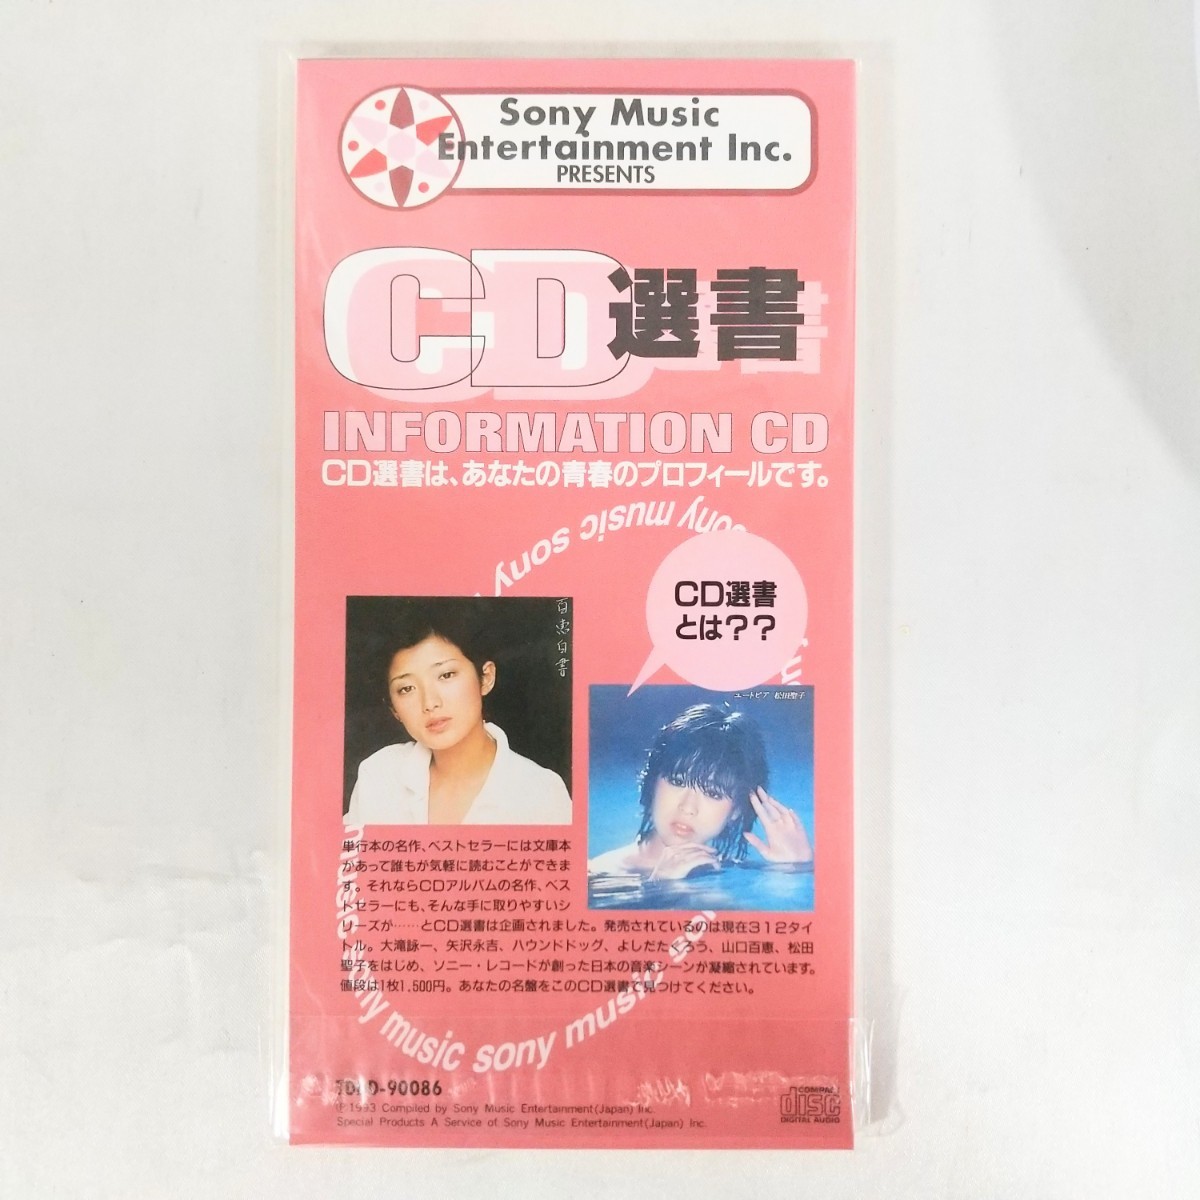 Sony Music
Entertainment Inc.
PRESENTS
CD選書
INFORMATION CD
CD選書は、あなたの青春のプロフィールです。
sony music sony
CD選書
とは？？
百恵白書
ユートピア 松田聖子
単行本の名作、ベストセラーには文庫本
があって誰もが気軽に読むことができま
す。それならCDアルバムの名作、ベス
トセラーにも、そんな手に取りやすいシ
リーズが……とCD選書は企画されました。発売されているのは現在312タイ
トル。大滝詠一、矢沢永吉、ハウンドドッグ、よしだたくろう、山口百恵、松田
聖子をはじめ、ソニー・レコードが創った日本の音楽シーンが凝縮されています。
値段は1枚1,500円。あなたの名盤をこのCD選書で見つけてください。
music sony music sony music so
-90086
℗1993 Compiled by Sony Music Entertainment(Japan) Inc.
Special Products A Service of Sony Music Entertainment(Japan) Inc.
COMPACT
disc
DIGITAL AUDIO